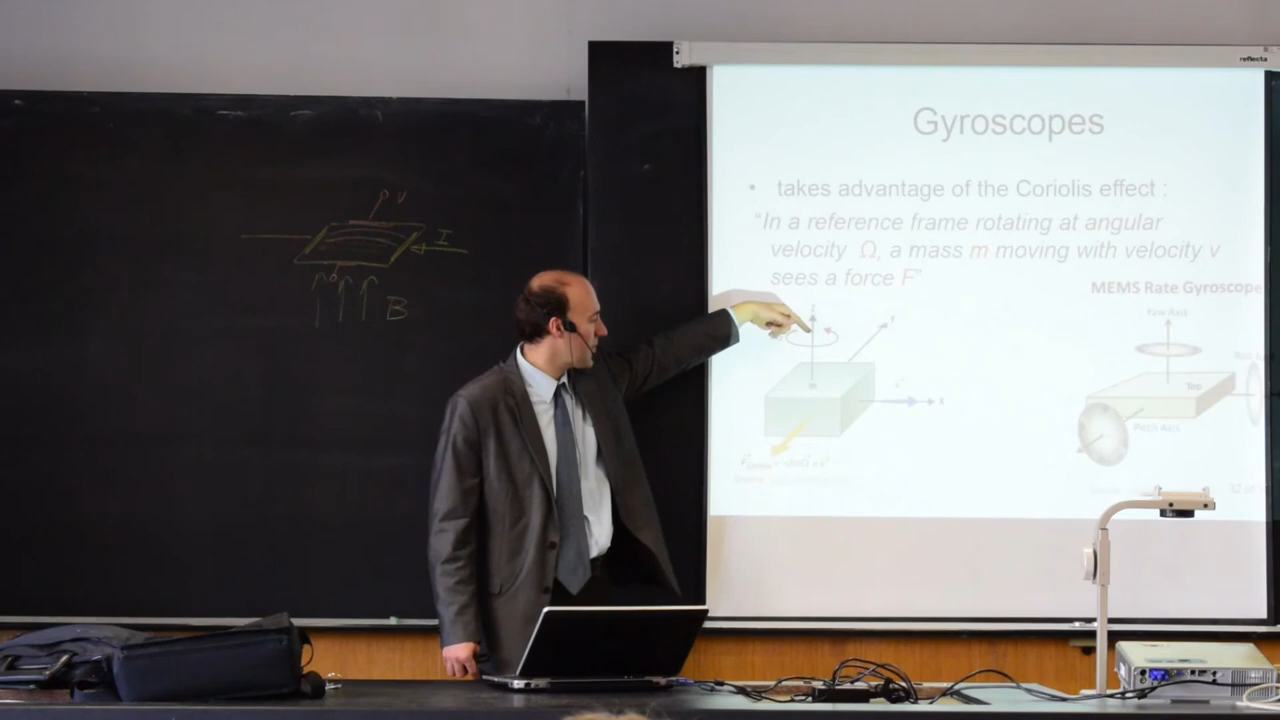 reflecta
Gyroscopes
• takes advantage of the Coriolis effect :
“In a reference frame rotating at angular
velocity Ω, a mass m moving with velocity v
sees a force F”
MEMS Rate Gyroscope
Yaw Axis
z
y
x
Top
Pitch Axis
I
B